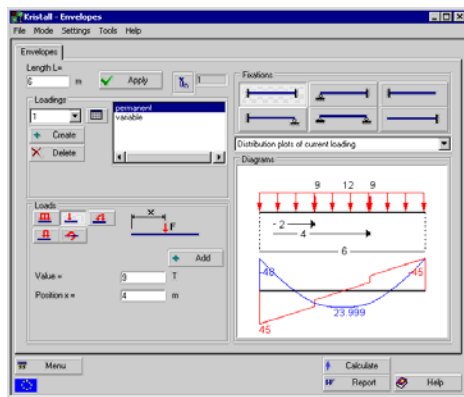 Kristall - Envelopes
File Mode Settings Tools Help
Envelopes
Length L=
6 m Apply 1
Loadings
1
Create
Delete
permanent
variable
Fixations
Distribution plots of current loading
Diagrams
9 12 9
2
4
6
-48 -45
23.999
45
Loads
x
F
Add
Value = 9 T
Position x = 4 m
Menu
Calculate
Report
Help